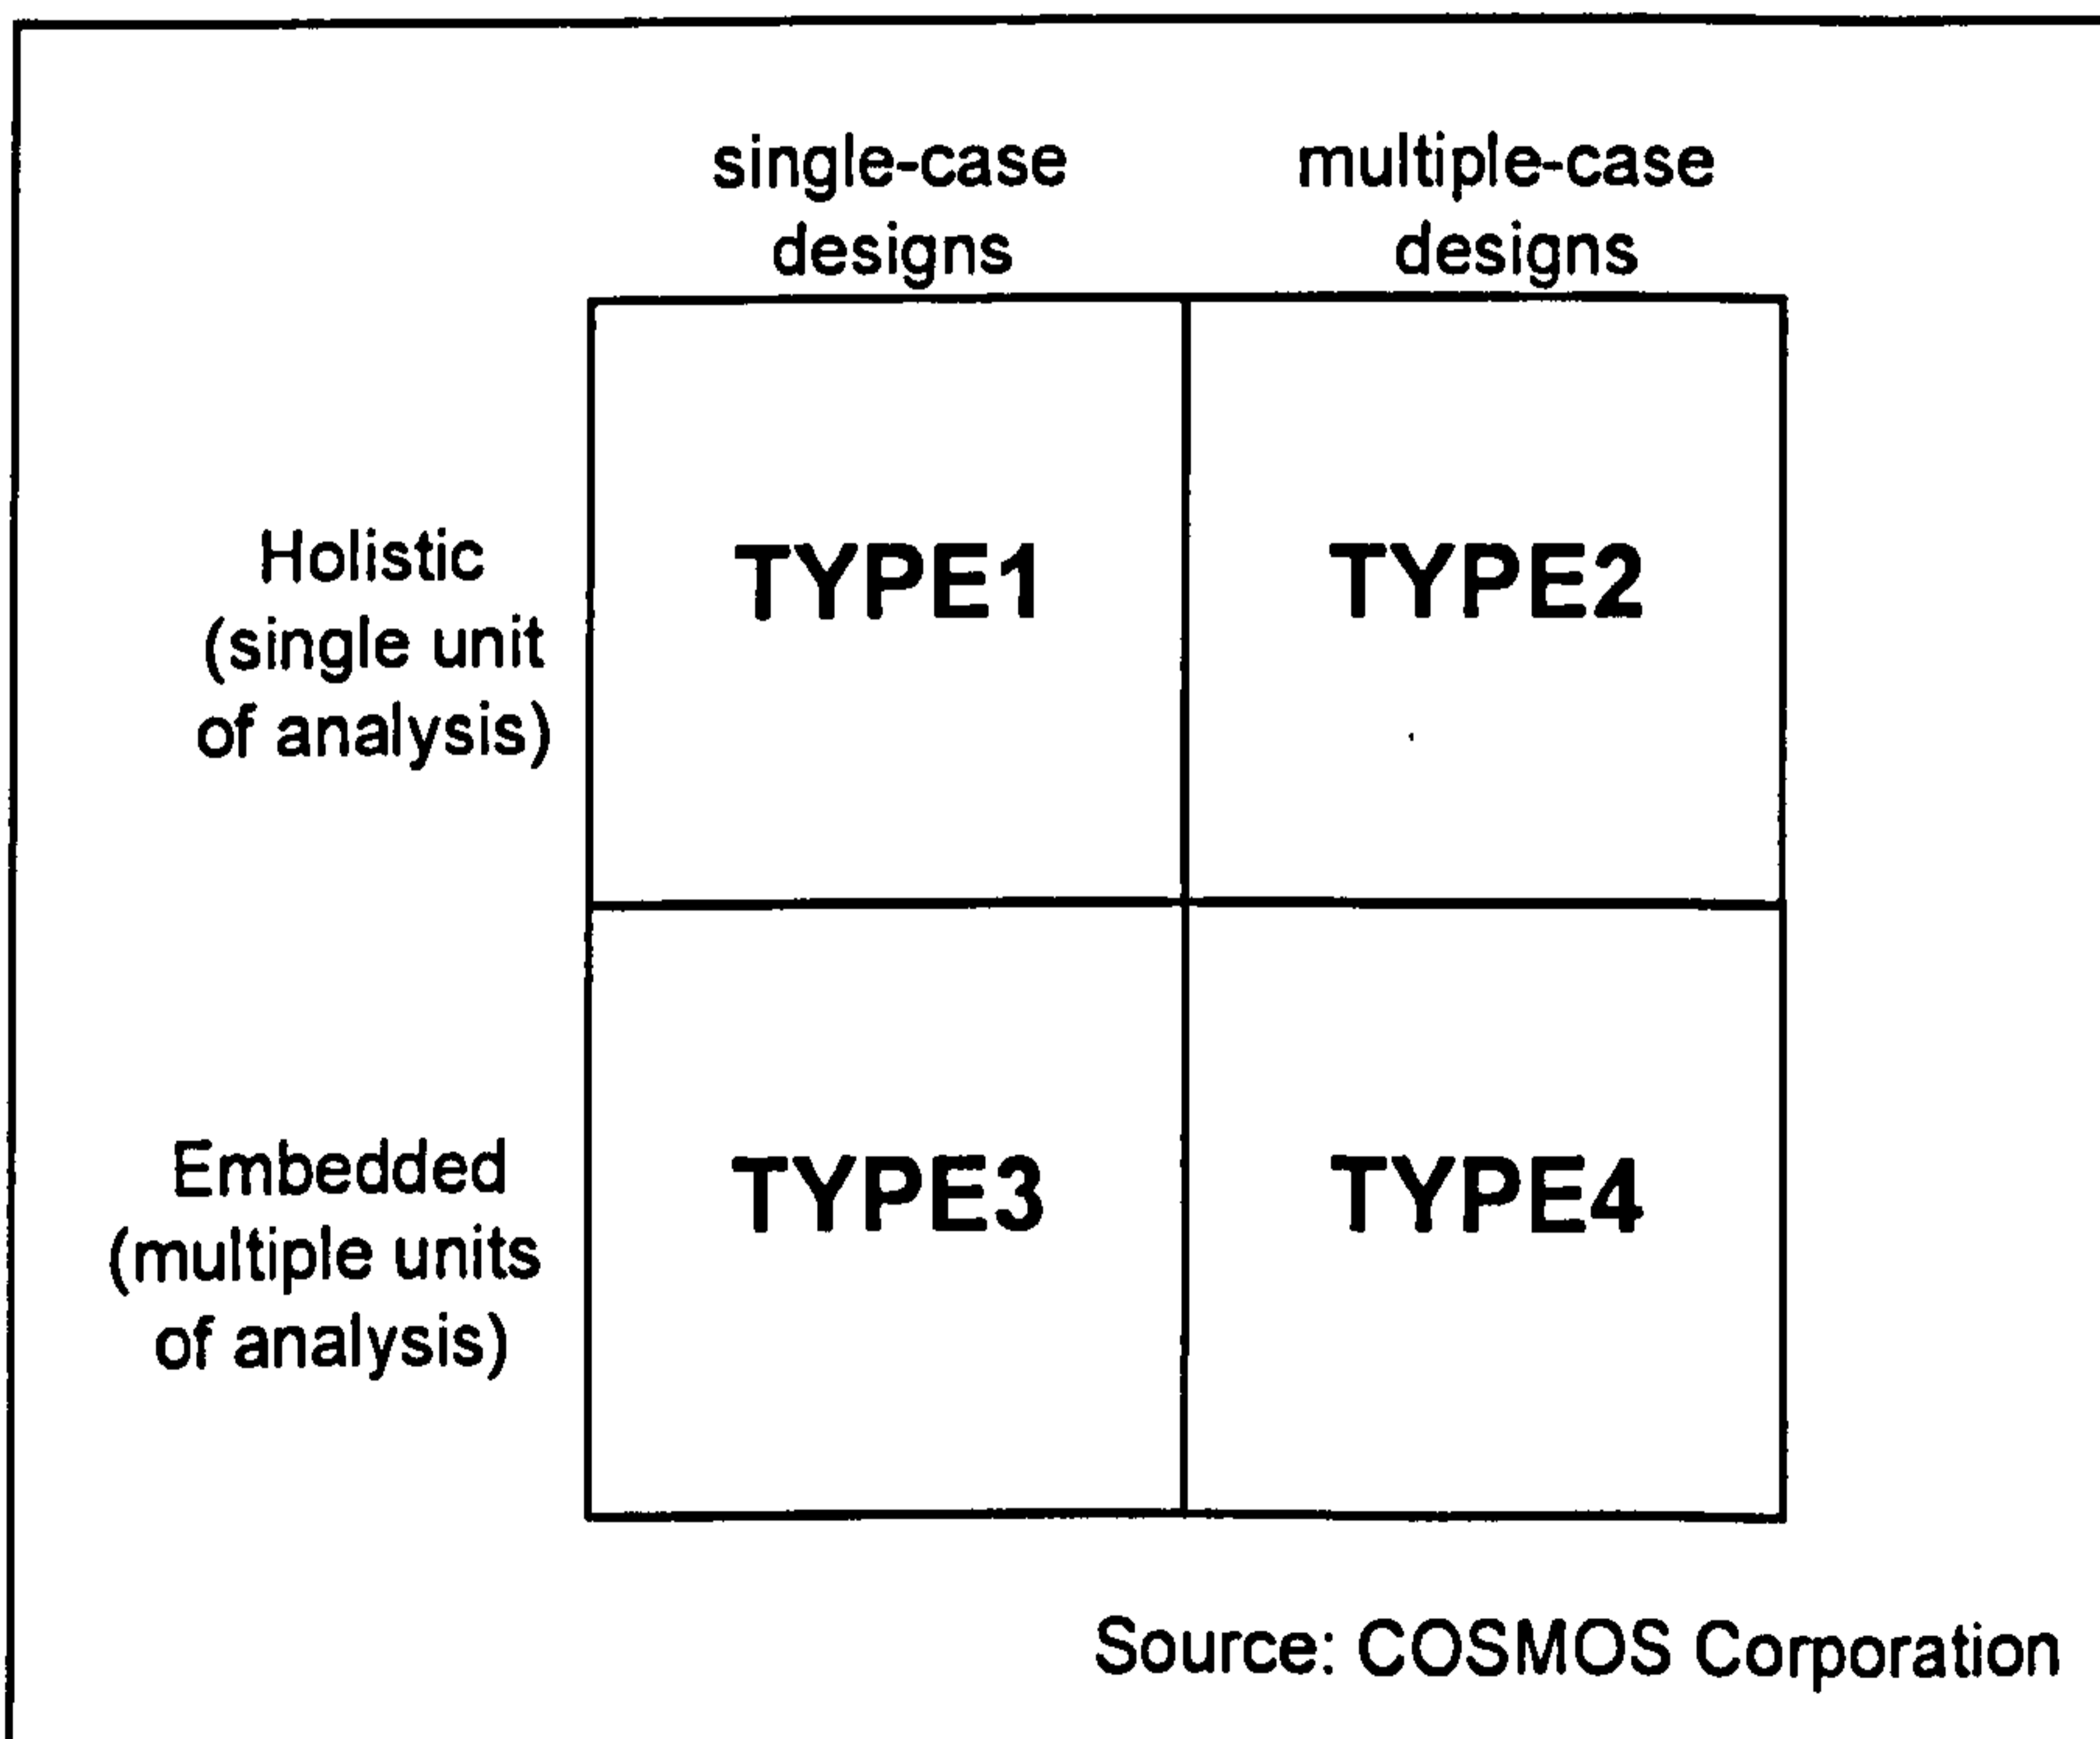 single-case
designs
multiple-case
designs
Holistic
(single unit
of analysis)
TYPE1
TYPE2
Embedded
(multiple units
of analysis)
TYPE3
TYPE4
Source: COSMOS Corporation